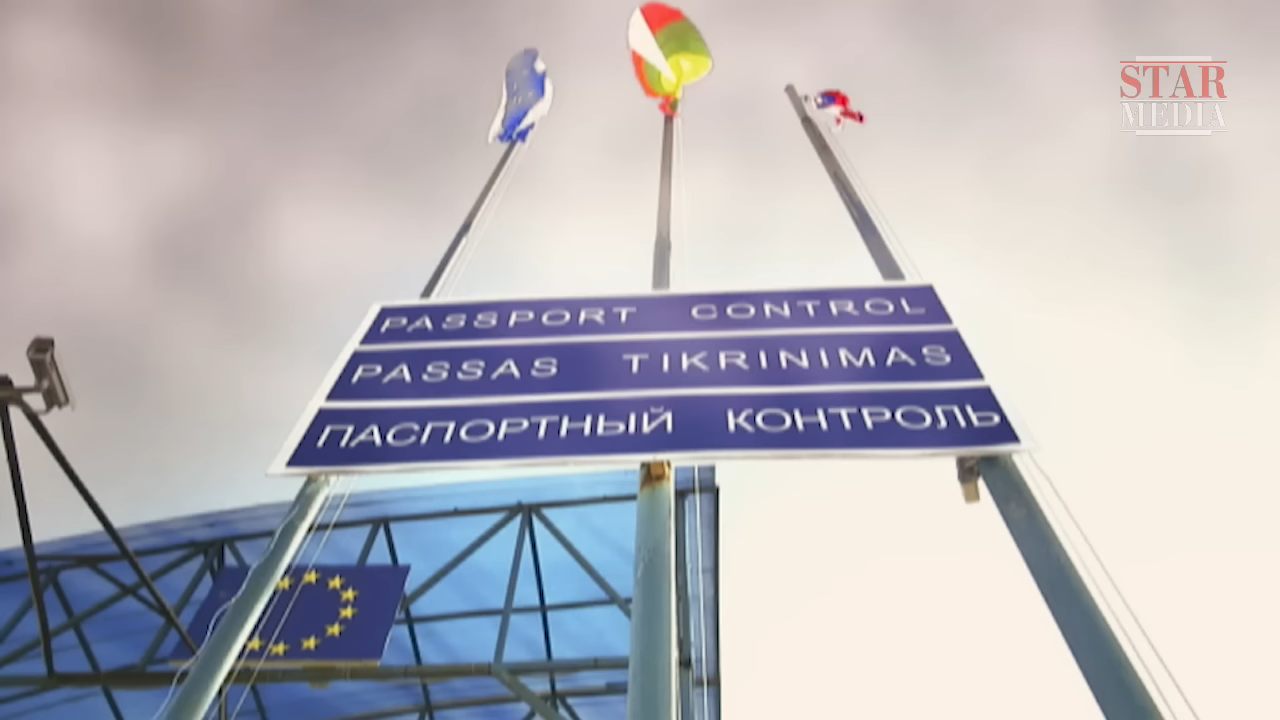 STAR
MEDIA
PASSPORT CONTROL
PASSAS TIKRINIMAS
ПАСПОРТНЫЙ КОНТРОЛЬ